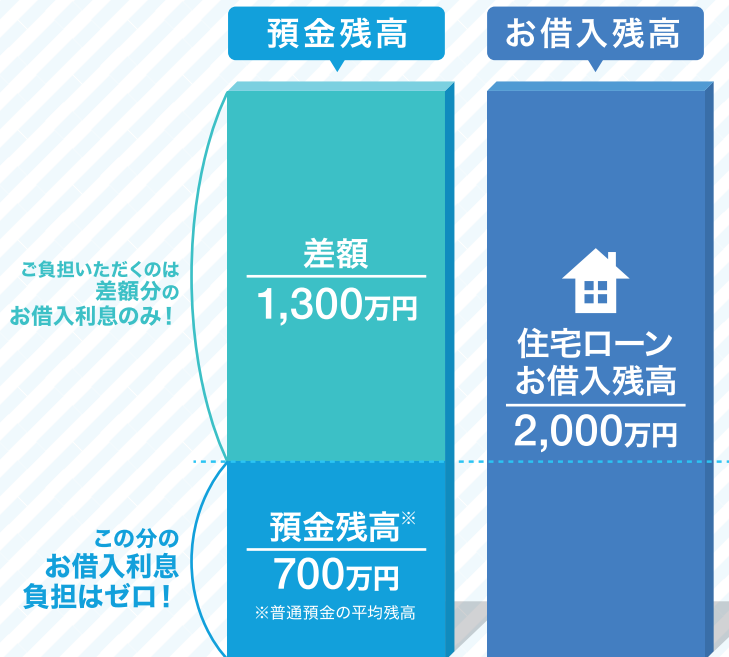 預金残高
お借入残高
ご負担いただくのは
差額分の
お借入利息のみ！
差額
1,300万円
住宅ローン
お借入残高
2,000万円
この分の
お借入利息
負担はゼロ！
預金残高※
700万円
※普通預金の平均残高